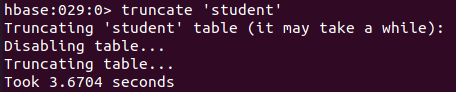 hbase:029:0> truncate 'student'
Truncating 'student' table (it may take a while):
Disabling table...
Truncating table...
Took 3.6704 seconds